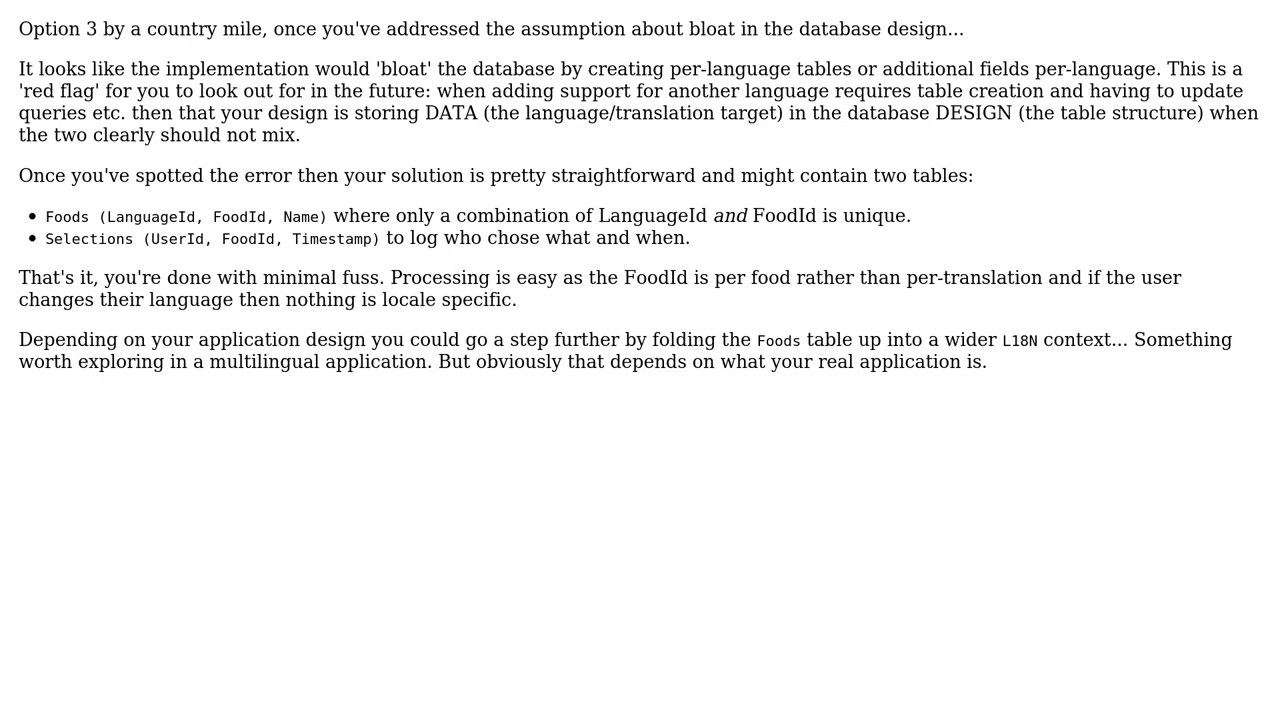 Option 3 by a country mile, once you've addressed the assumption about bloat in the database design...
It looks like the implementation would 'bloat' the database by creating per-language tables or additional fields per-language. This is a
'red flag' for you to look out for in the future: when adding support for another language requires table creation and having to update
queries etc. then that your design is storing DATA (the language/translation target) in the database DESIGN (the table structure) when
the two clearly should not mix.
Once you've spotted the error then your solution is pretty straightforward and might contain two tables:
• Foods (LanguageId, FoodId, Name) where only a combination of LanguageId and FoodId is unique.
• Selections (UserId, FoodId, Timestamp) to log who chose what and when.
That's it, you're done with minimal fuss. Processing is easy as the FoodId is per food rather than per-translation and if the user
changes their language then nothing is locale specific.
Depending on your application design you could go a step further by folding the Foods table up into a wider L18N context... Something
worth exploring in a multilingual application. But obviously that depends on what your real application is.